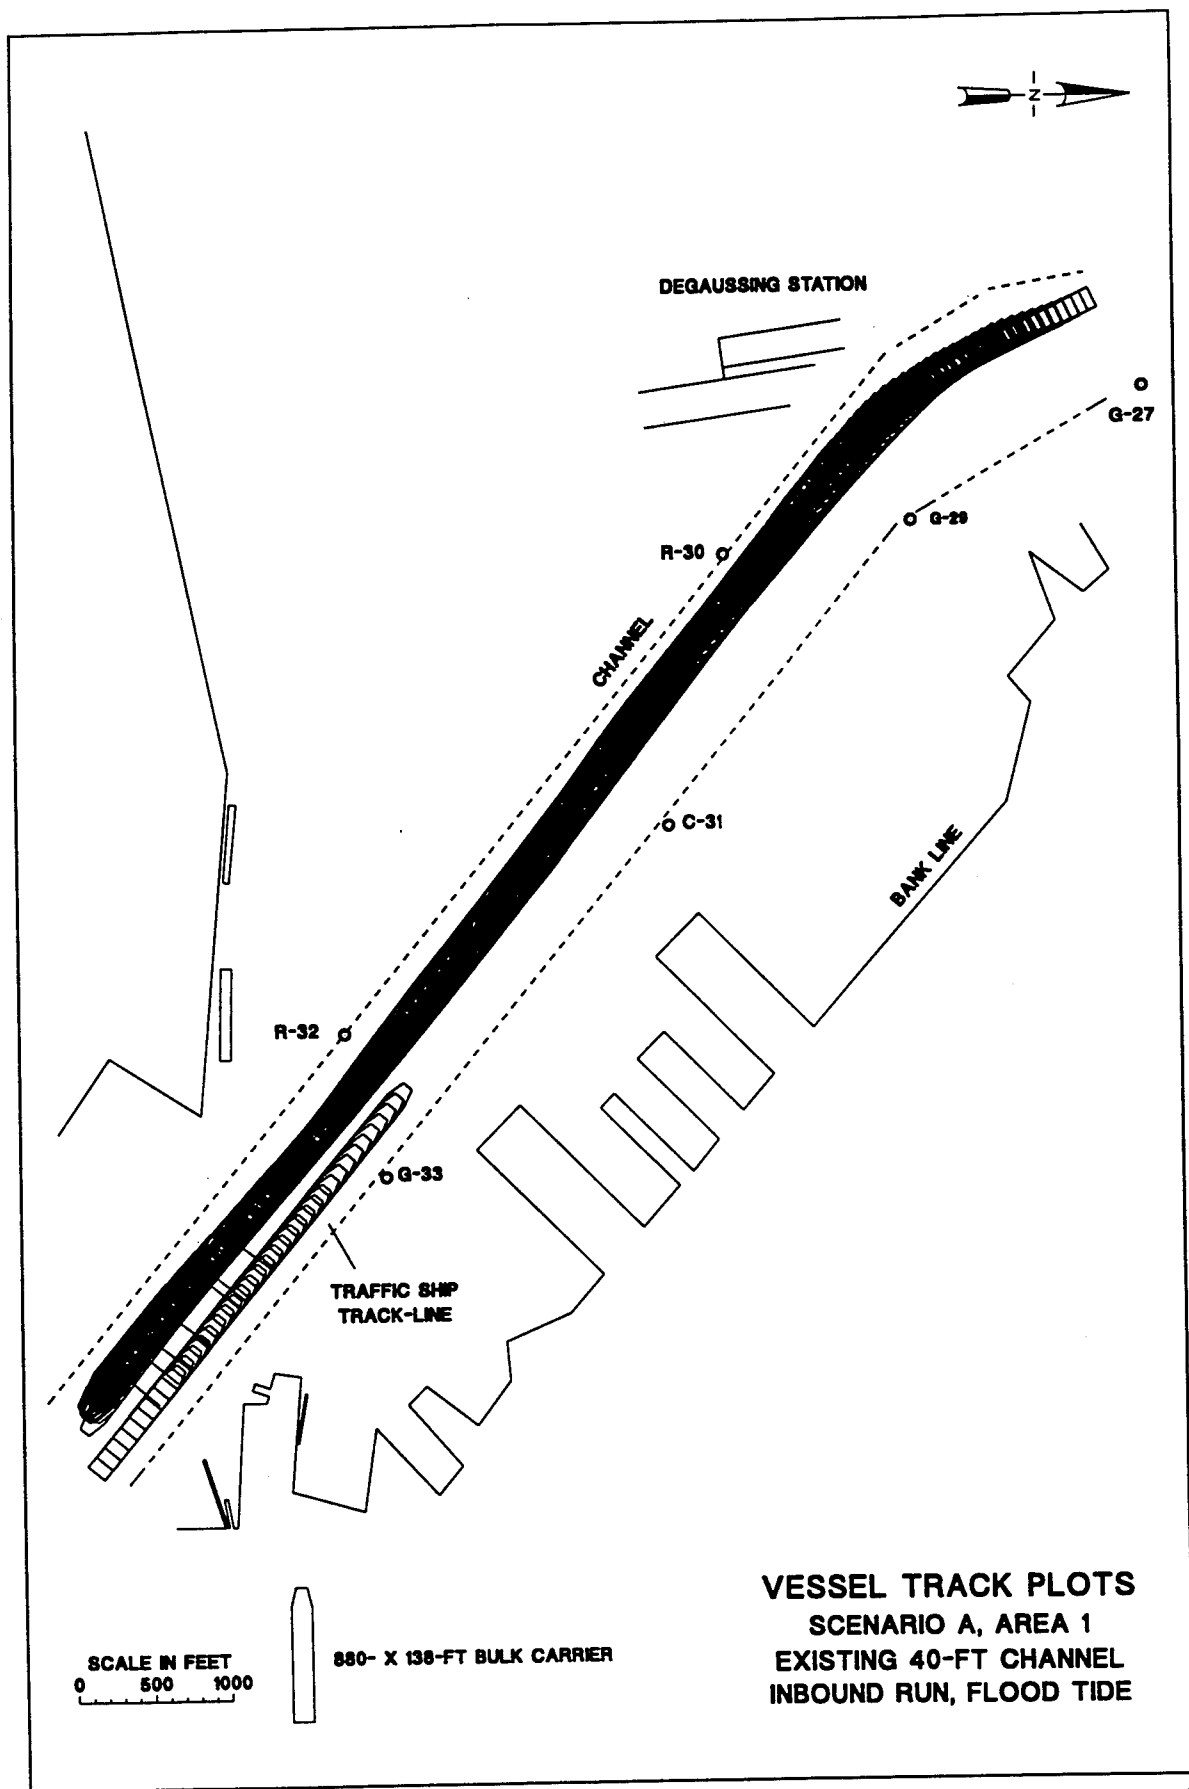 N
DEGAUSSING STATION
G-27
G-29
R-30
CHANNEL
C-31
BANK LINE
R-32
G-33
TRAFFIC SHIP
TRACK-LINE
VESSEL TRACK PLOTS
SCENARIO A, AREA 1
EXISTING 40-FT CHANNEL
INBOUND RUN, FLOOD TIDE
880- X 138-FT BULK CARRIER
SCALE IN FEET
0 500 1000